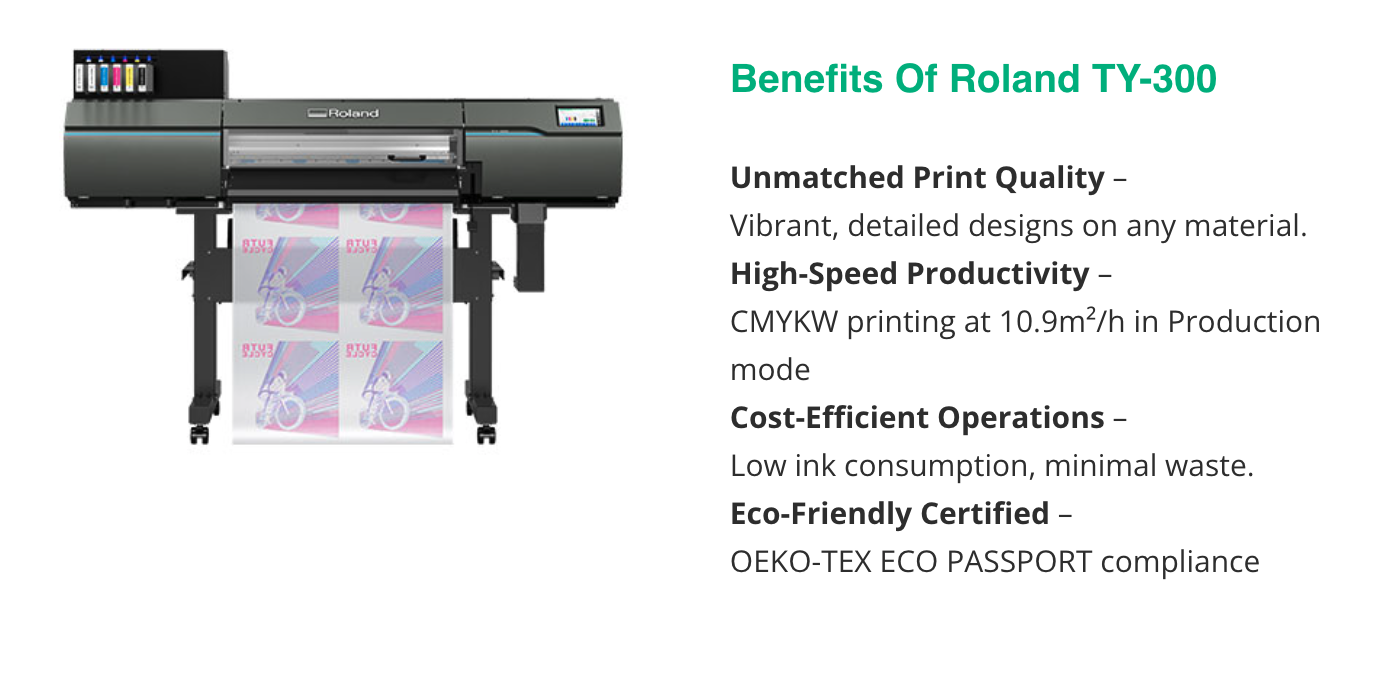 Roland
Benefits Of Roland TY-300
Unmatched Print Quality –
Vibrant, detailed designs on any material.
High-Speed Productivity –
CMYKW printing at 10.9m²/h in Production
mode
Cost-Efficient Operations –
Low ink consumption, minimal waste.
Eco-Friendly Certified –
OEKO-TEX ECO PASSPORT compliance